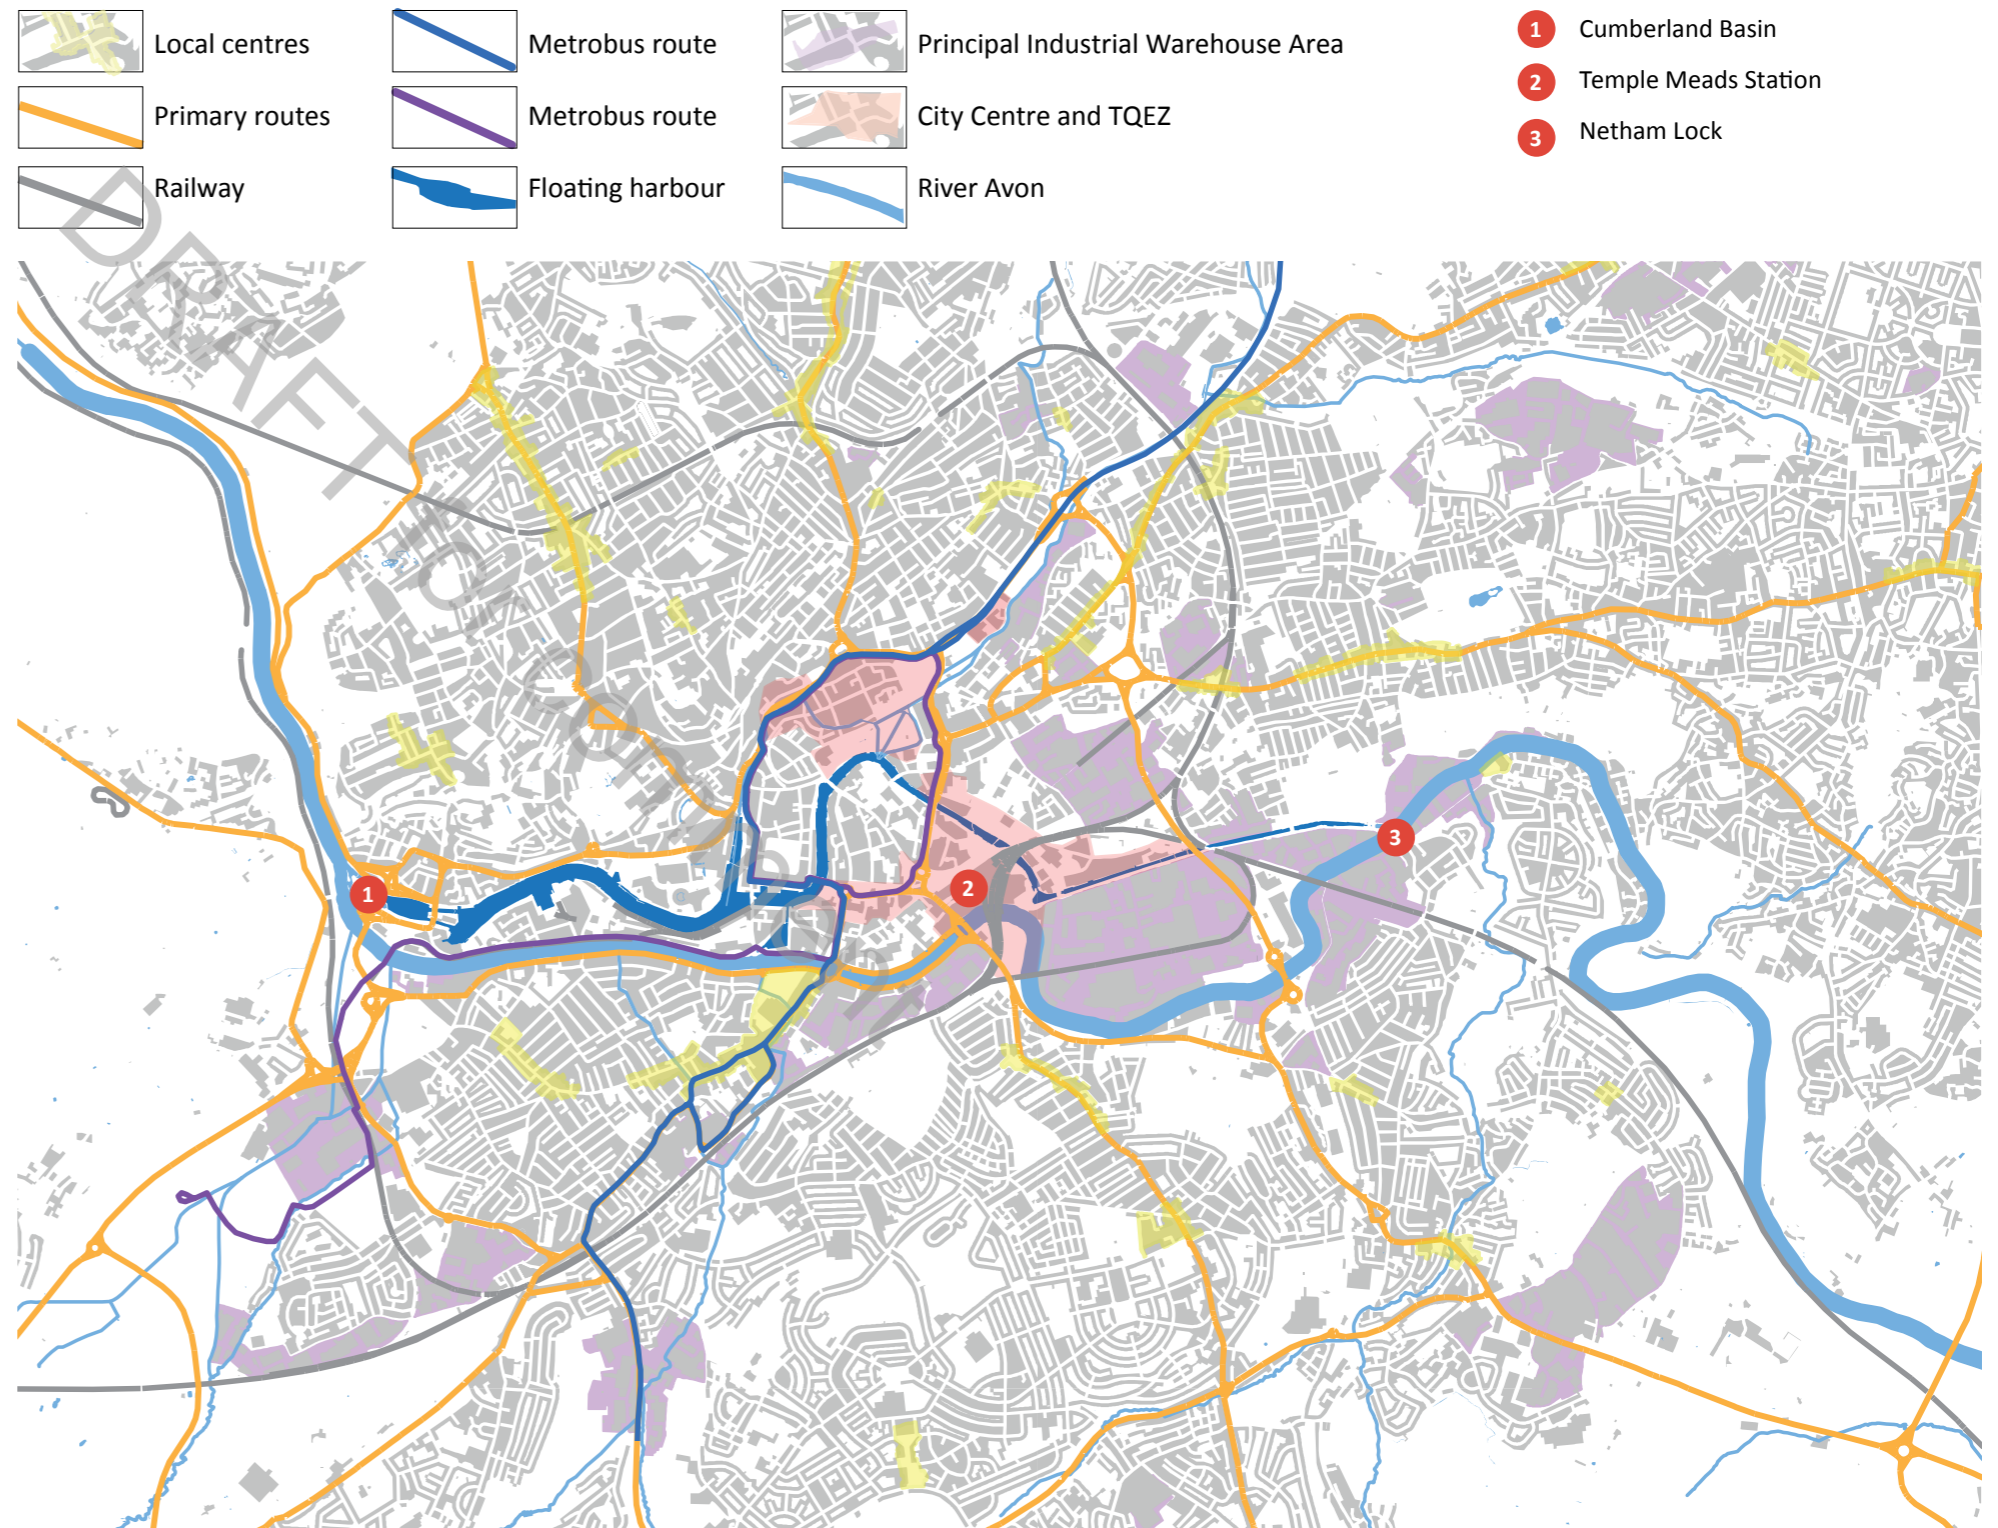 Local centres
Primary routes
Railway
Metrobus route
Metrobus route
Floating harbour
Principal Industrial Warehouse Area
City Centre and TQEZ
River Avon
1 Cumberland Basin
2 Temple Meads Station
3 Netham Lock
DRAFT for
1
2
3